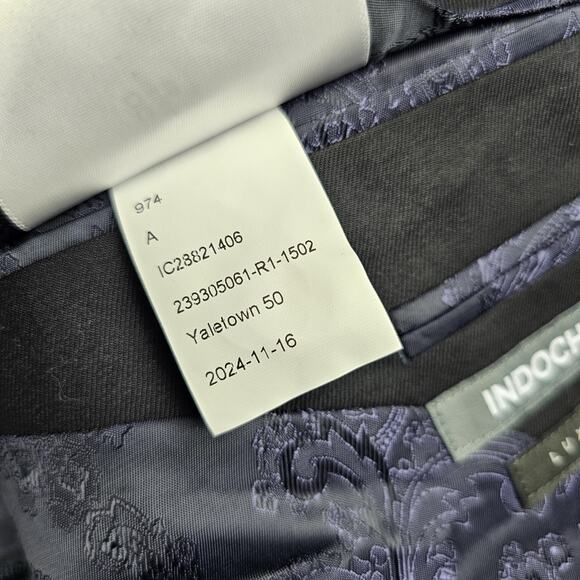 974
A
IC28821406
239305061-R1-1502
Yaletown 50
2024-11-16
INDOCH